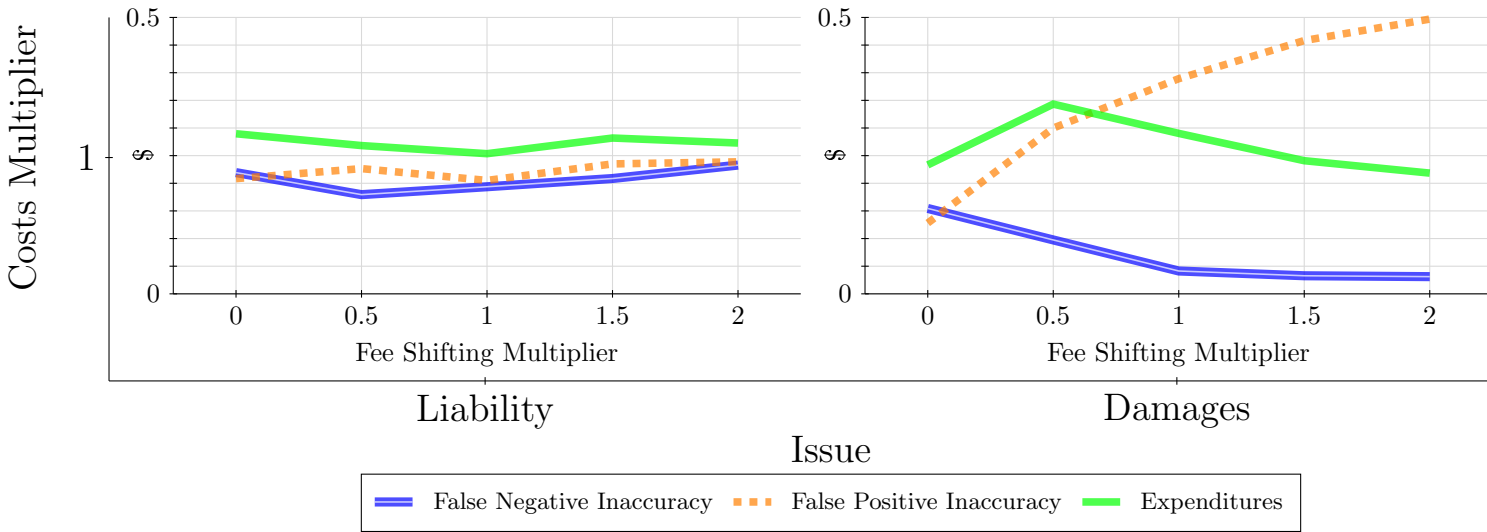 Costs Multiplier
1
0.5
$
0
0 0.5 1 1.5 2
Fee Shifting Multiplier
0.5
$
0
0 0.5 1 1.5 2
Fee Shifting Multiplier
Liability Damages
Issue
False Negative Inaccuracy False Positive Inaccuracy Expenditures